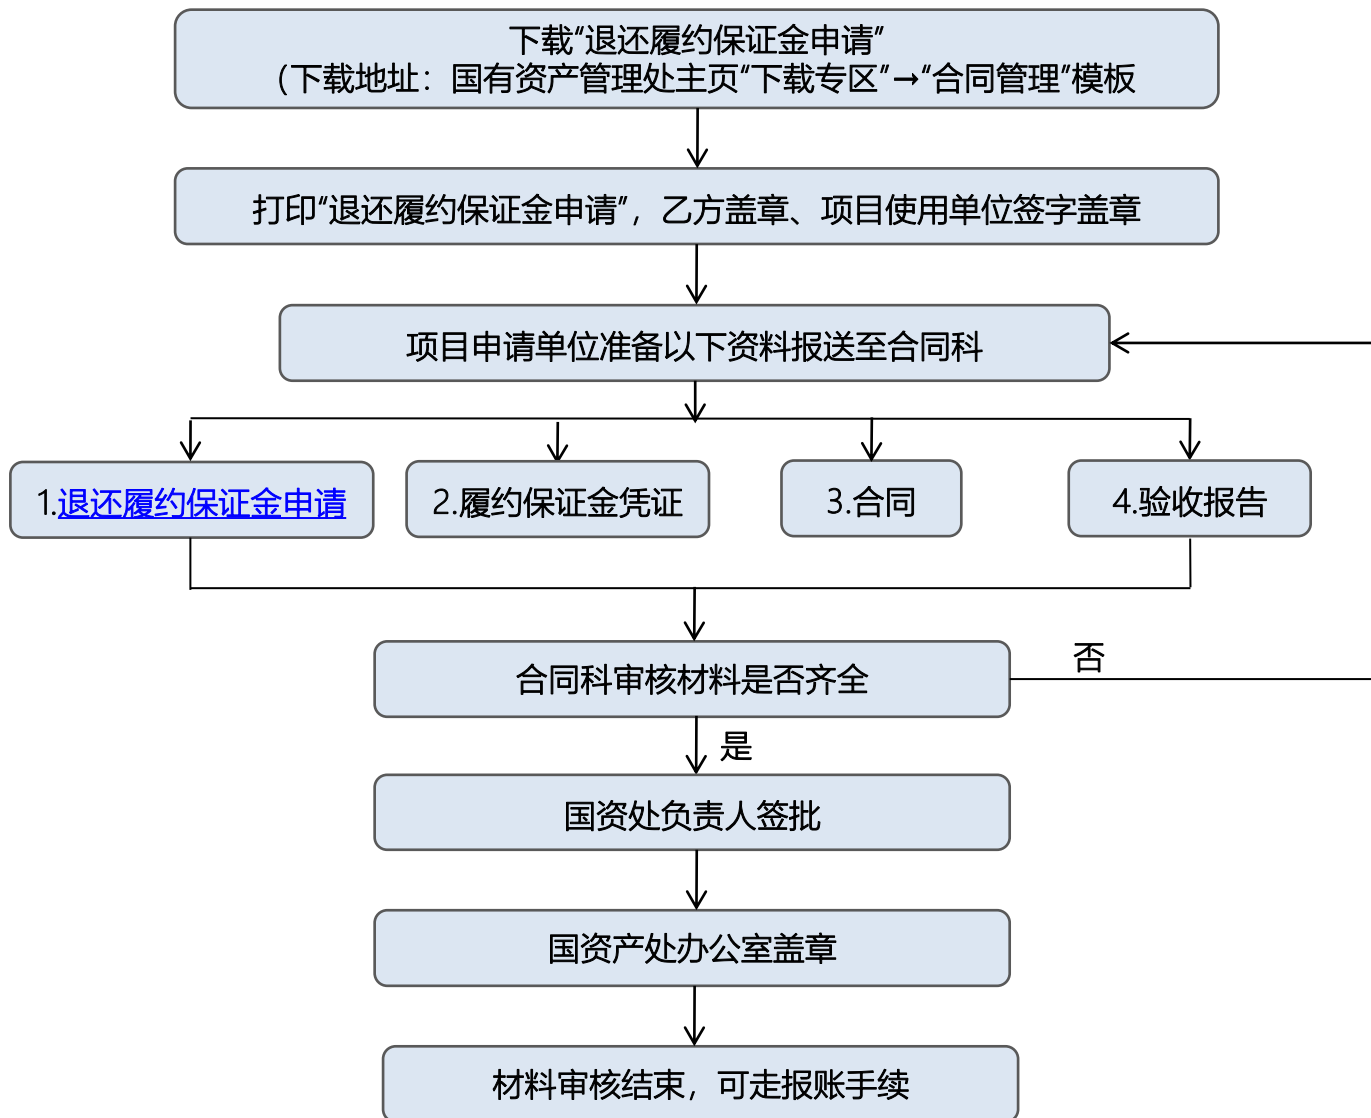 下载“退还履约保证金申请”
（下载地址：国有资产管理处主页“下载专区”→“合同管理”模板
打印“退还履约保证金申请”，乙方盖章、项目使用单位签字盖章
项目申请单位准备以下资料报送至合同科
1.退还履约保证金申请
2.履约保证金凭证
3.合同
4.验收报告
合同科审核材料是否齐全
否
是
国资处负责人签批
国资产处办公室盖章
材料审核结束，可走报账手续